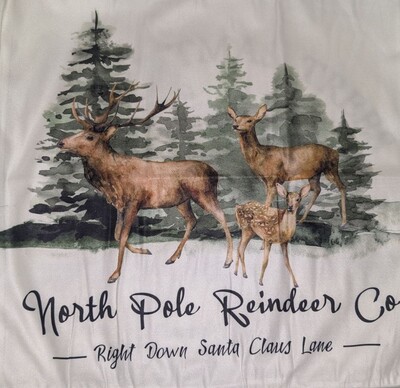 North Pole Reindeer Co
— Right Down Santa Claus Lane —